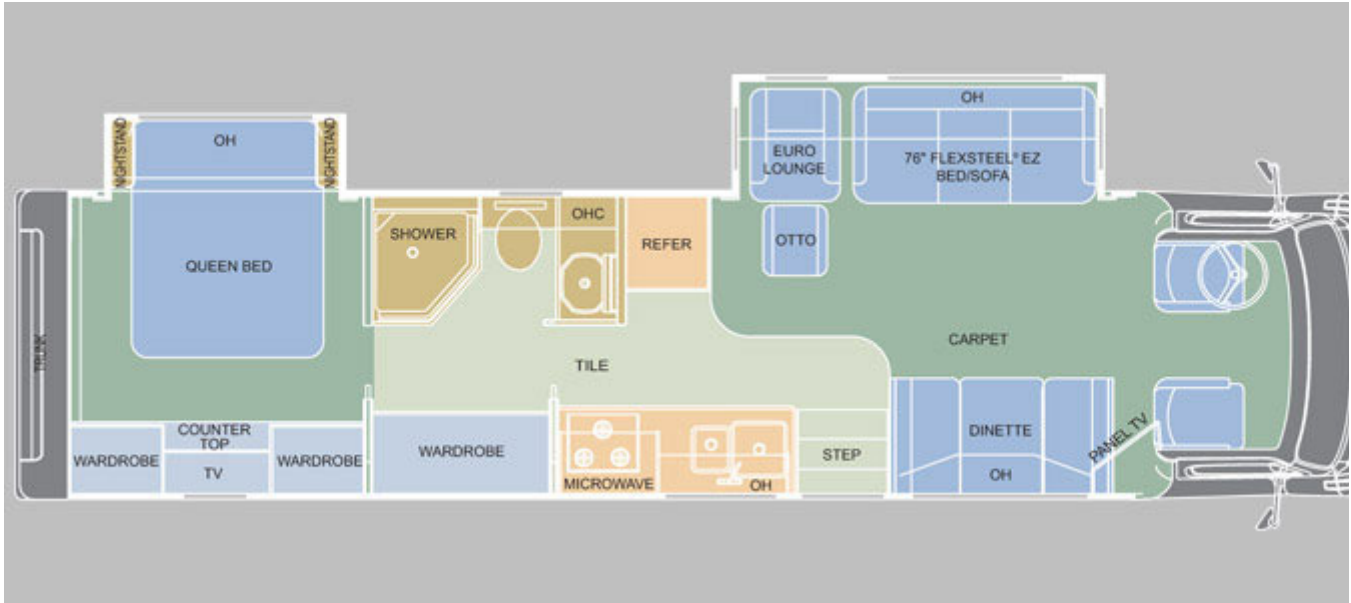 OH
NIGHTSTAND
NIGHTSTAND
QUEEN BED
TRUNK
COUNTER
TOP
WARDROBE
TV
WARDROBE
SHOWER
OHC
REFER
TILE
WARDROBE
MICROWAVE
OH
STEP
EURO
LOUNGE
OTTO
OH
76" FLEXSTEEL® EZ
BED/SOFA
CARPET
DINETTE
OH
PANEL TV